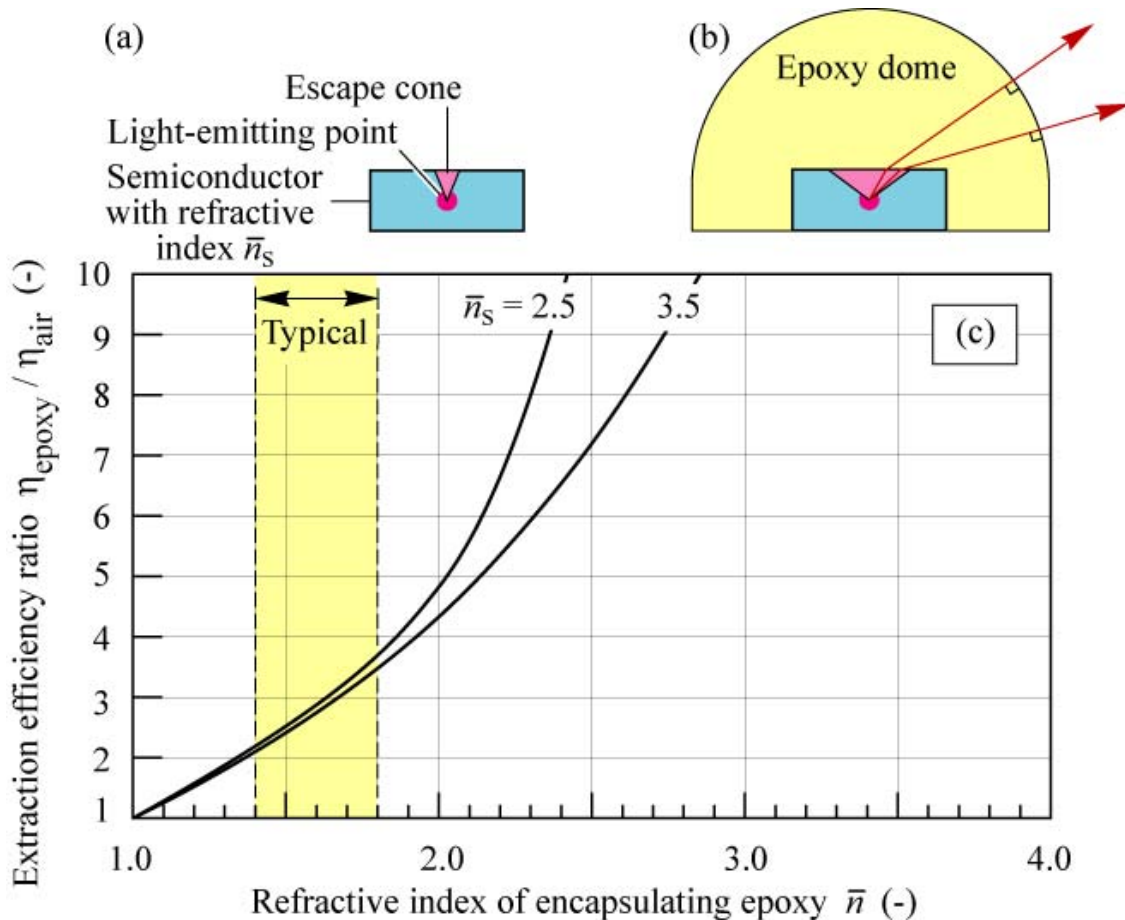 (a)
Escape cone
Light-emitting point
Semiconductor
with refractive
index n̅S
(b)
Epoxy dome
Extraction efficiency ratio ηepoxy / ηair (-)
10
9
8
7
6
5
4
3
2
1
Typical
n̅S = 2.5
3.5
(c)
1.0
2.0
3.0
4.0
Refractive index of encapsulating epoxy n̅ (-)